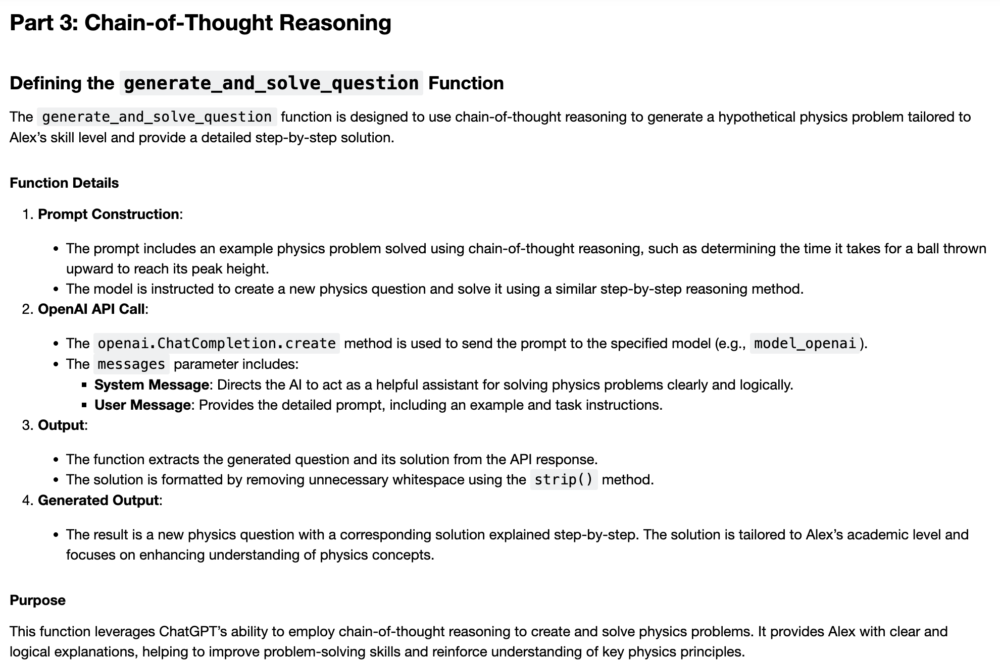 Part 3: Chain-of-Thought Reasoning
Defining the generate_and_solve_question Function
The generate_and_solve_question function is designed to use chain-of-thought reasoning to generate a hypothetical physics problem tailored to
Alex’s skill level and provide a detailed step-by-step solution.
Function Details
1. Prompt Construction:
• The prompt includes an example physics problem solved using chain-of-thought reasoning, such as determining the time it takes for a ball thrown
upward to reach its peak height.
• The model is instructed to create a new physics question and solve it using a similar step-by-step reasoning method.
2. OpenAI API Call:
• The openai.ChatCompletion.create method is used to send the prompt to the specified model (e.g., model_openai).
• The messages parameter includes:
▪ System Message: Directs the AI to act as a helpful assistant for solving physics problems clearly and logically.
▪ User Message: Provides the detailed prompt, including an example and task instructions.
3. Output:
• The function extracts the generated question and its solution from the API response.
• The solution is formatted by removing unnecessary whitespace using the strip() method.
4. Generated Output:
• The result is a new physics question with a corresponding solution explained step-by-step. The solution is tailored to Alex’s academic level and
focuses on enhancing understanding of physics concepts.
Purpose
This function leverages ChatGPT’s ability to employ chain-of-thought reasoning to create and solve physics problems. It provides Alex with clear and
logical explanations, helping to improve problem-solving skills and reinforce understanding of key physics principles.